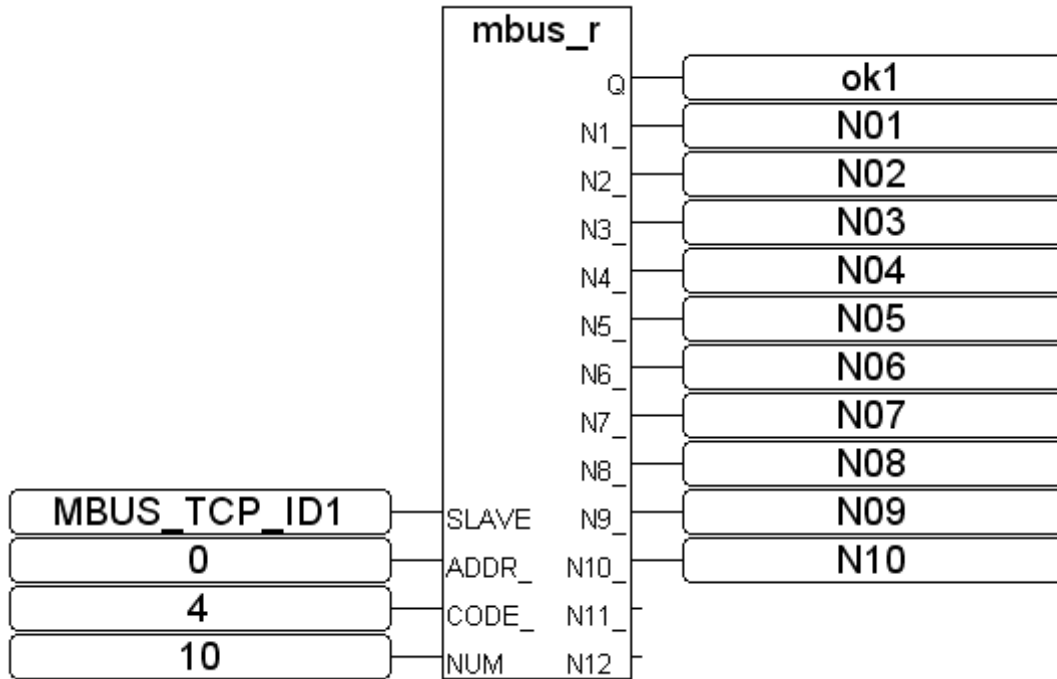 mbus_r
Q ok1
N1_ N01
N2_ N02
N3_ N03
N4_ N04
N5_ N05
N6_ N06
N7_ N07
N8_ N08
MBUS_TCP_ID1 SLAVE N9_ N09
0 ADDR_ N10_ N10
4 CODE_ N11_
10 NUM N12_